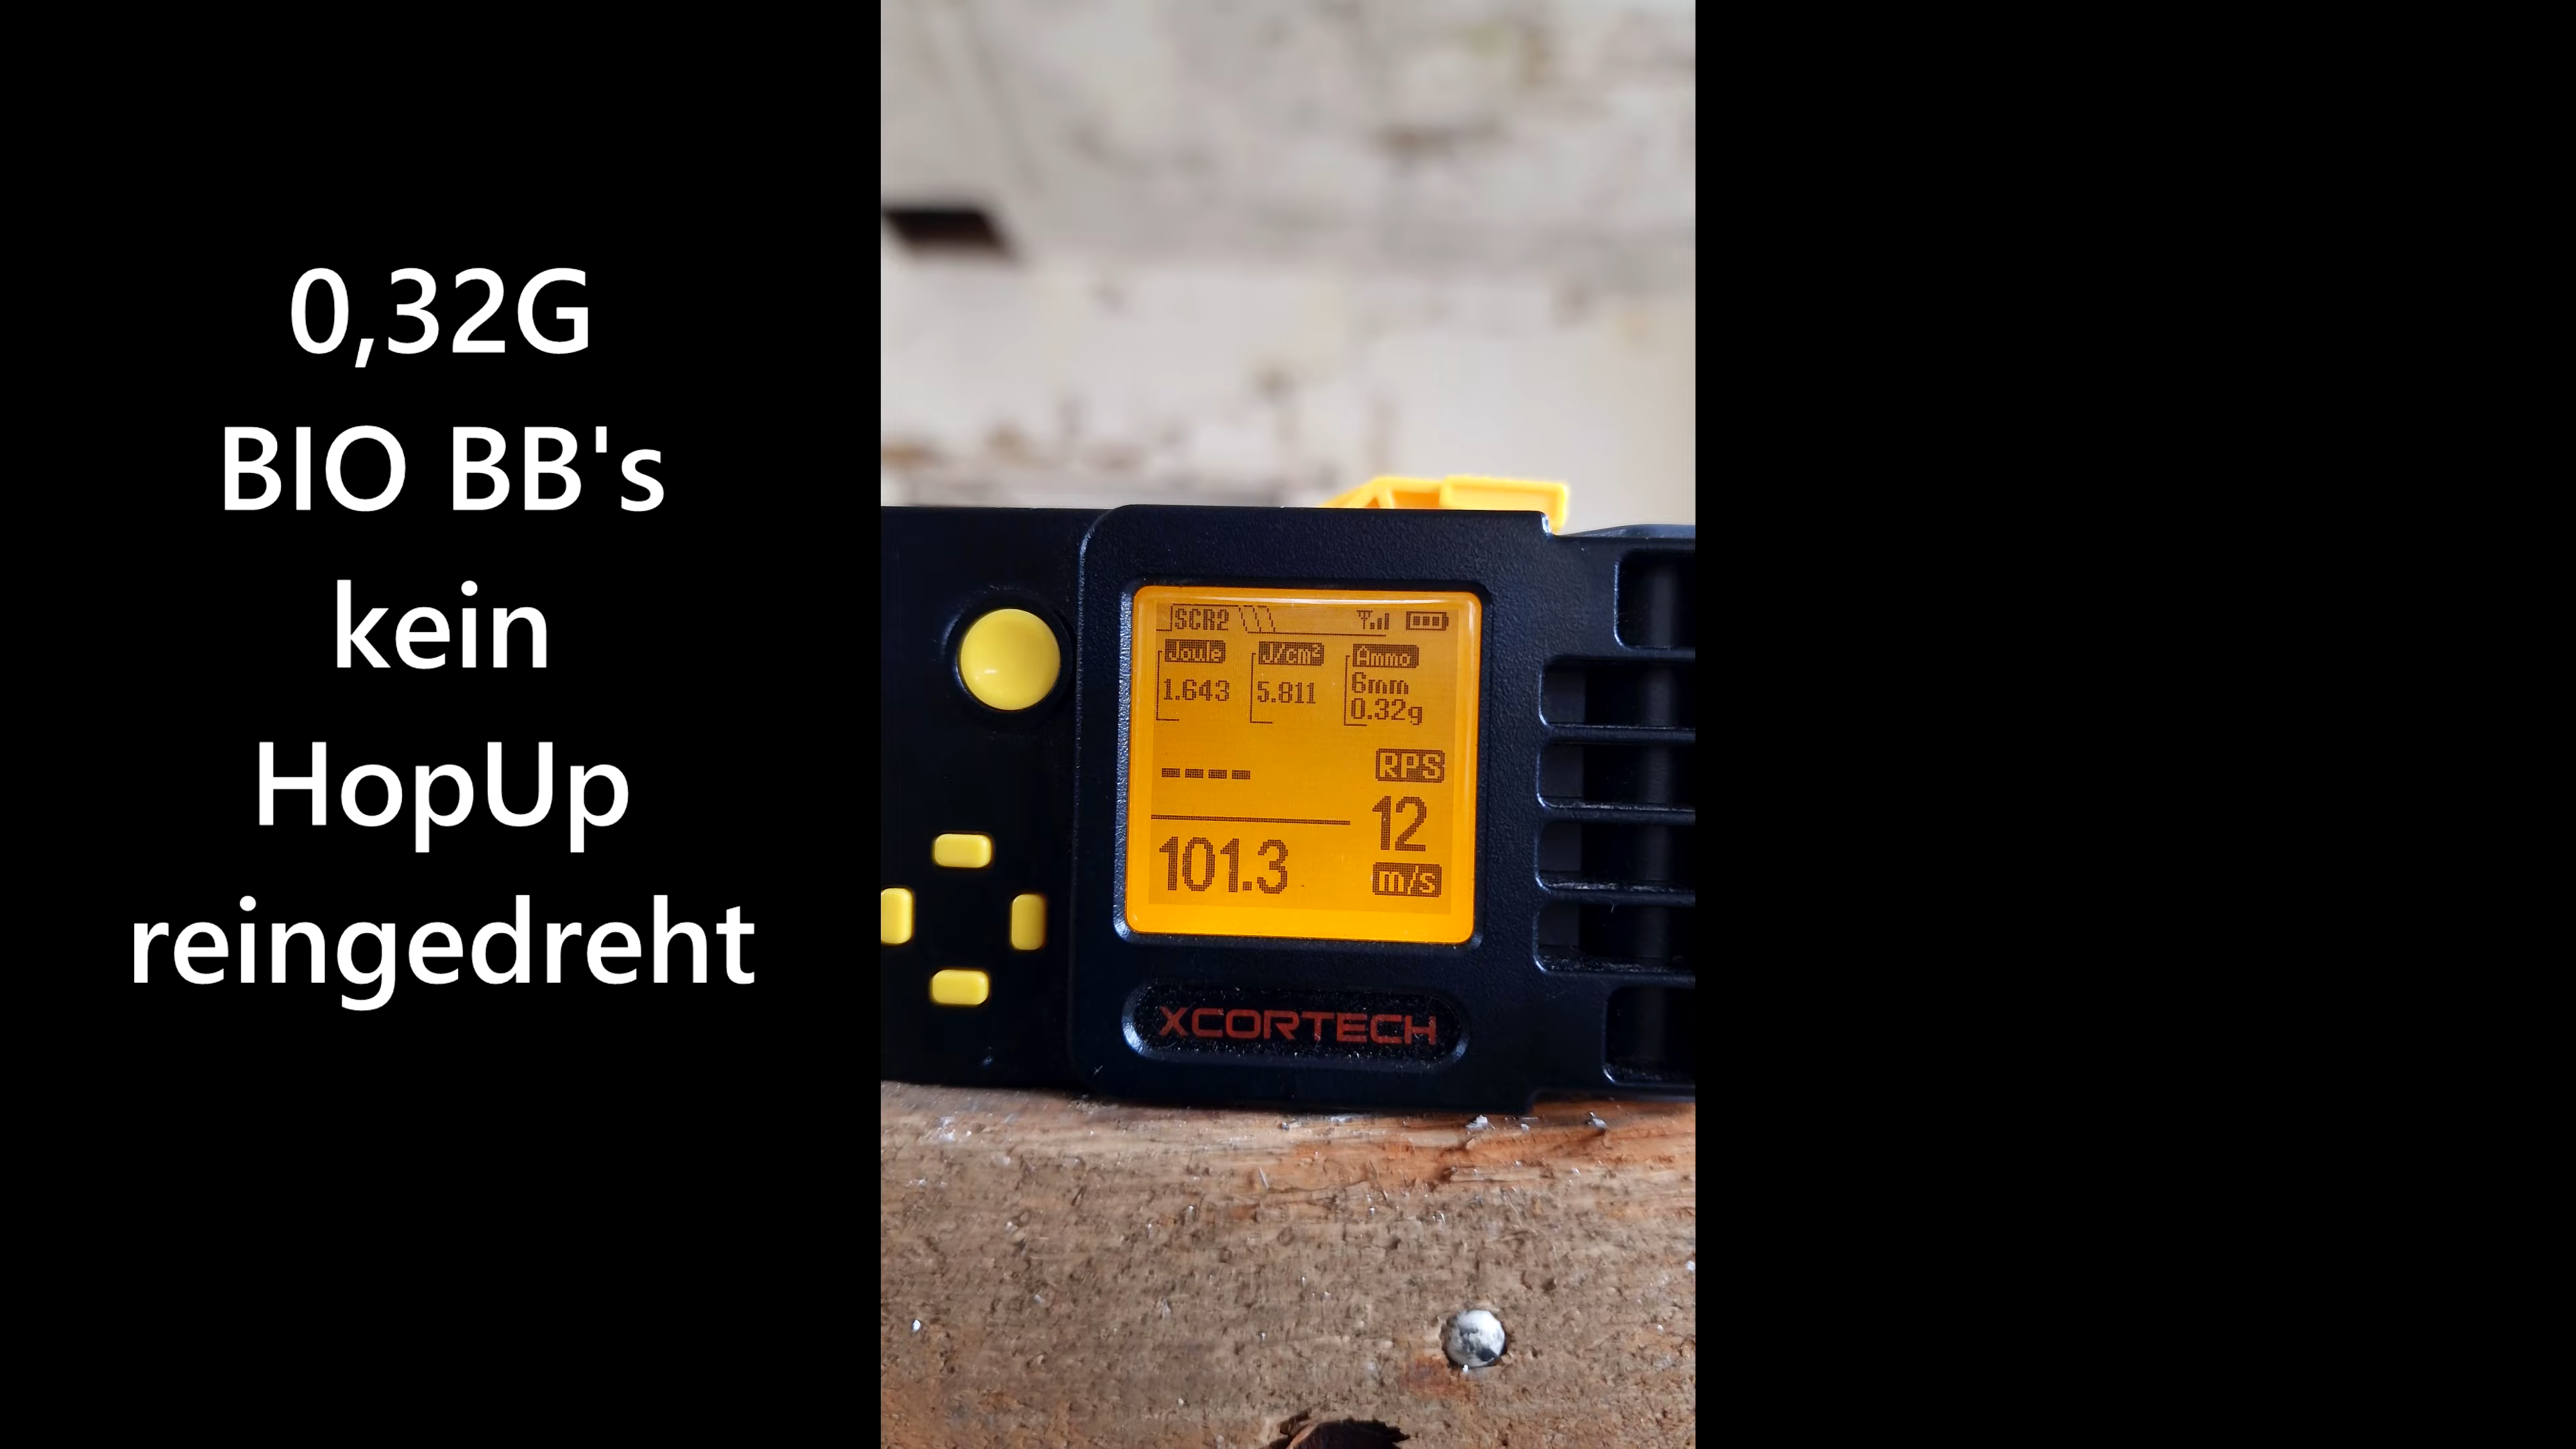 0,32G
BIO BB's
kein
HopUp
reingedreht
SCR2
Joule J/cm² Ammo
1.643 5.811 6mm
0.32g
---- RPS
12
101.3 m/s
XCORTECH